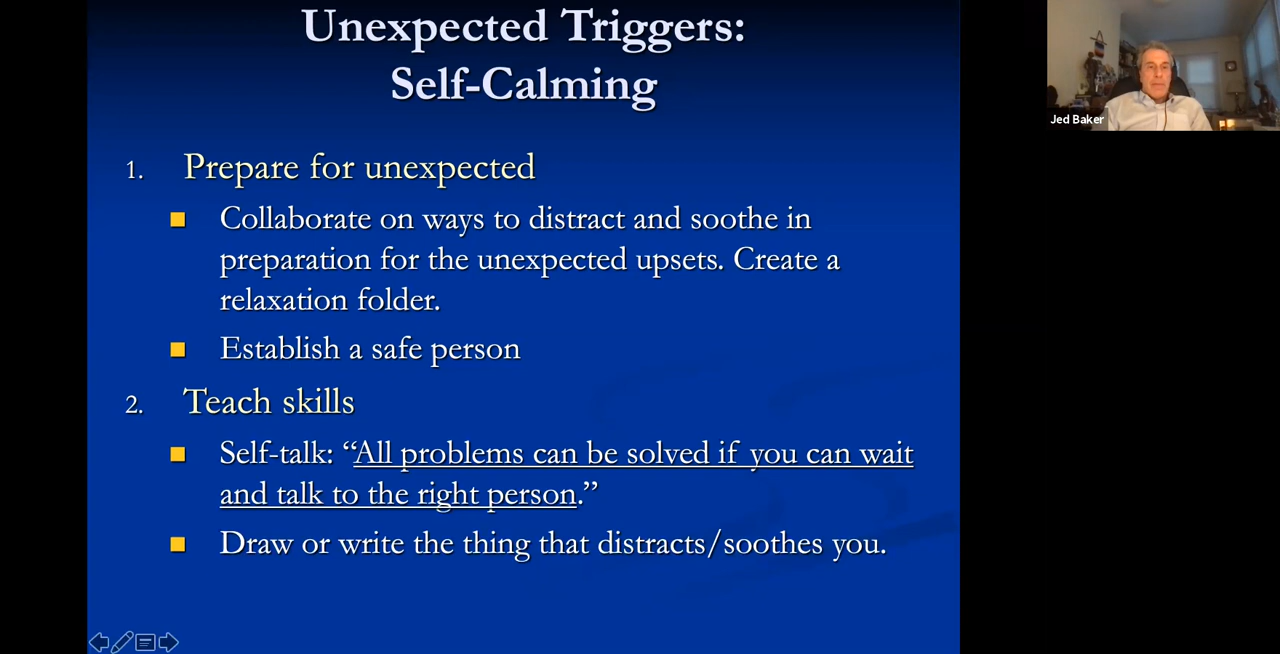 Unexpected Triggers:
Self-Calming
1. Prepare for unexpected
Collaborate on ways to distract and soothe in
preparation for the unexpected upsets. Create a
relaxation folder.
Establish a safe person
2. Teach skills
Self-talk: “All problems can be solved if you can wait
and talk to the right person.”
Draw or write the thing that distracts/soothes you.
Jed Baker